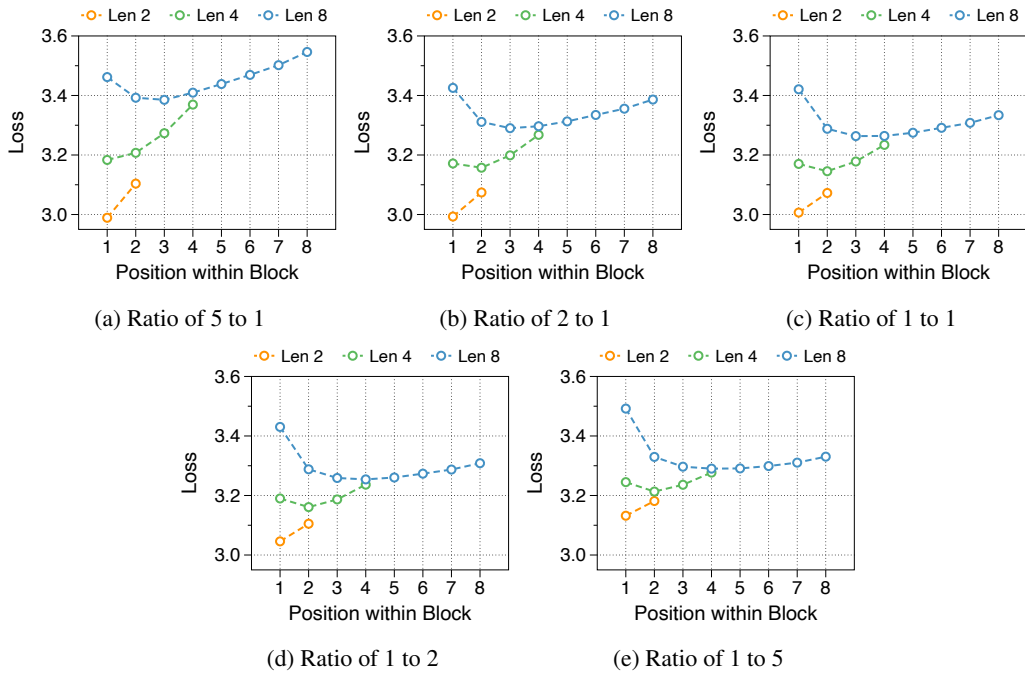 Len 2 Len 4 Len 8
Loss
3.6
3.4
3.2
3.0
1 2 3 4 5 6 7 8
Position within Block
(a) Ratio of 5 to 1
Len 2 Len 4 Len 8
Loss
3.6
3.4
3.2
3.0
1 2 3 4 5 6 7 8
Position within Block
(b) Ratio of 2 to 1
Len 2 Len 4 Len 8
Loss
3.6
3.4
3.2
3.0
1 2 3 4 5 6 7 8
Position within Block
(c) Ratio of 1 to 1
Len 2 Len 4 Len 8
Loss
3.6
3.4
3.2
3.0
1 2 3 4 5 6 7 8
Position within Block
(d) Ratio of 1 to 2
Len 2 Len 4 Len 8
Loss
3.6
3.4
3.2
3.0
1 2 3 4 5 6 7 8
Position within Block
(e) Ratio of 1 to 5